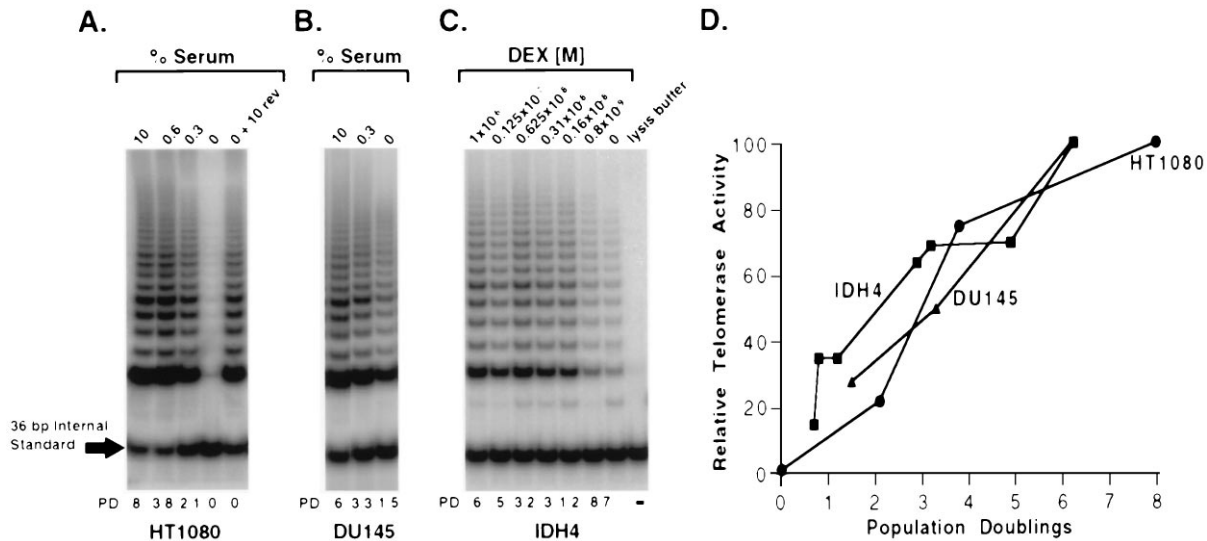 A.
% Serum
10 0.6 0.3 0 0 + 10 rev
36 bp Internal
Standard
PD 8 3 8 2 1 0 0
HT1080
B.
% Serum
10 0.3 0
PD 6 3 3 1 5
DU145
C.
DEX [M]
0 lysis buffer
PD 6 5 3 2 3 1 2 8 7 -
IDH4
D.
Relative Telomerase Activity
100
80
60
40
20
0
HT1080
IDH4
DU145
0 1 2 3 4 5 6 7 8
Population Doublings